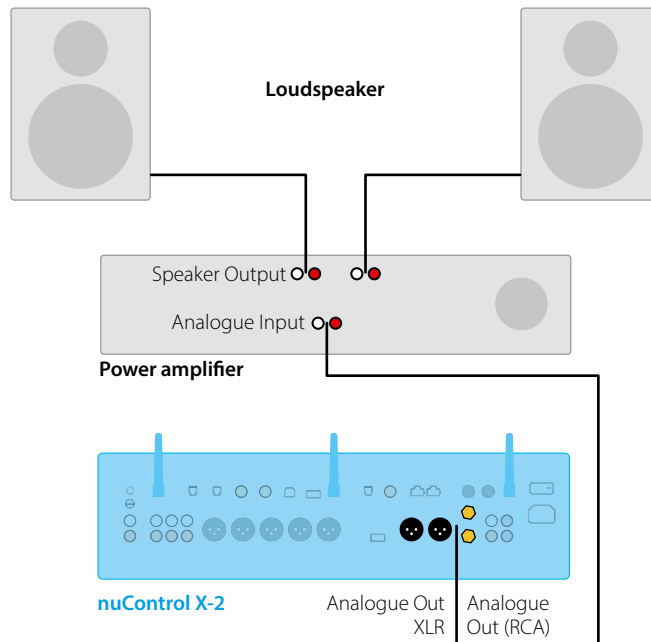 Loudspeaker
Speaker Output
Analogue Input
Power amplifier
nuControl X-2
Analogue Out
XLR
Analogue
Out (RCA)